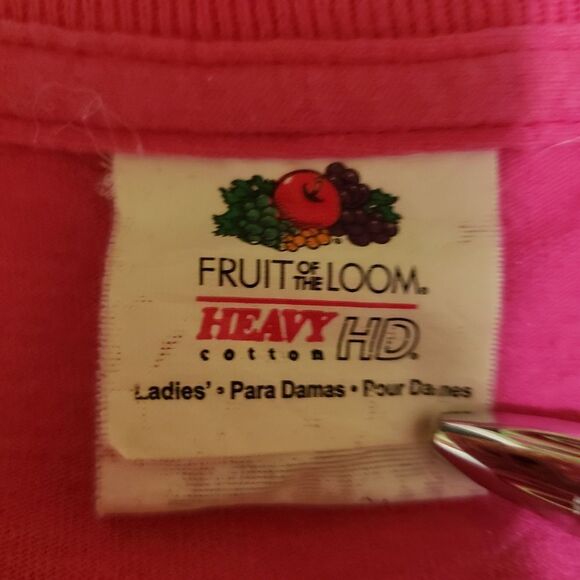 FRUIT OF THE LOOM®
HEAVY
cotton HD®
Ladies' • Para Damas • Pour Dames